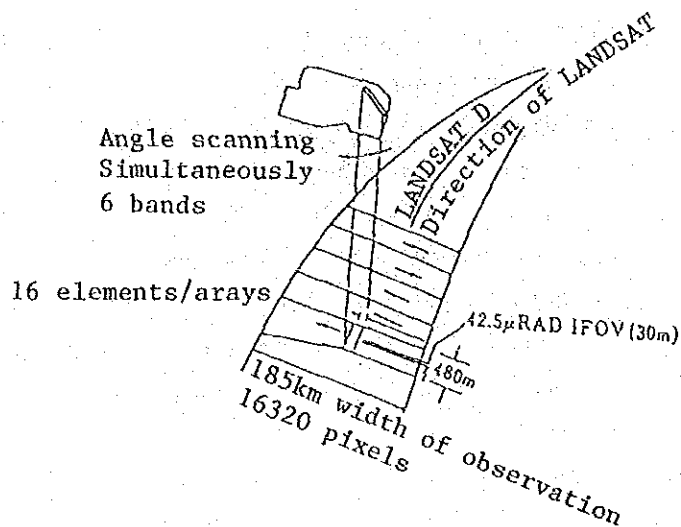 LANDSAT D
Direction of LANDSAT
Angle scanning
Simultaneously
6 bands
16 elements/arays
42.5μRAD IFOV (30m)
480m
185km width of observation
16320 pixels